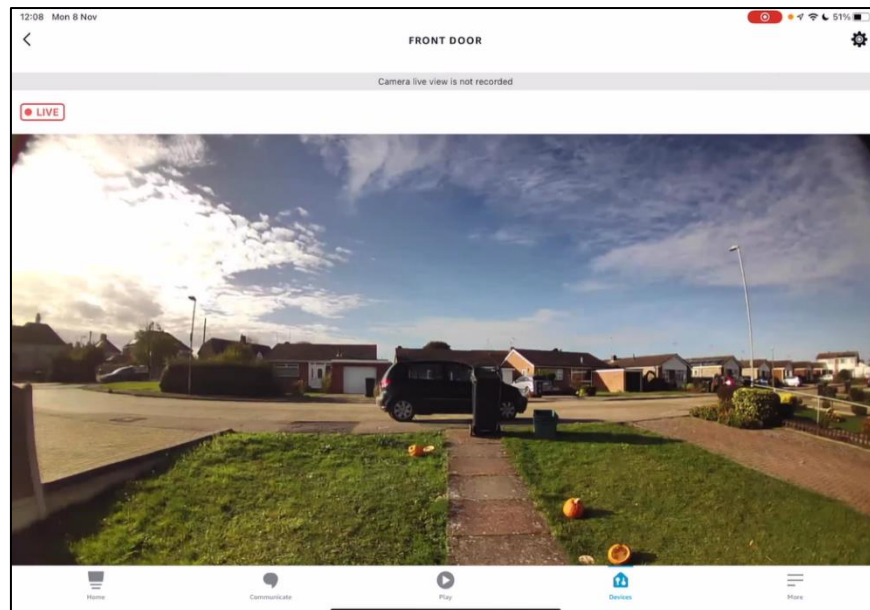 12:08 Mon 8 Nov
51%
FRONT DOOR
Camera live view is not recorded
LIVE
Home
Communicate
Play
Devices
More